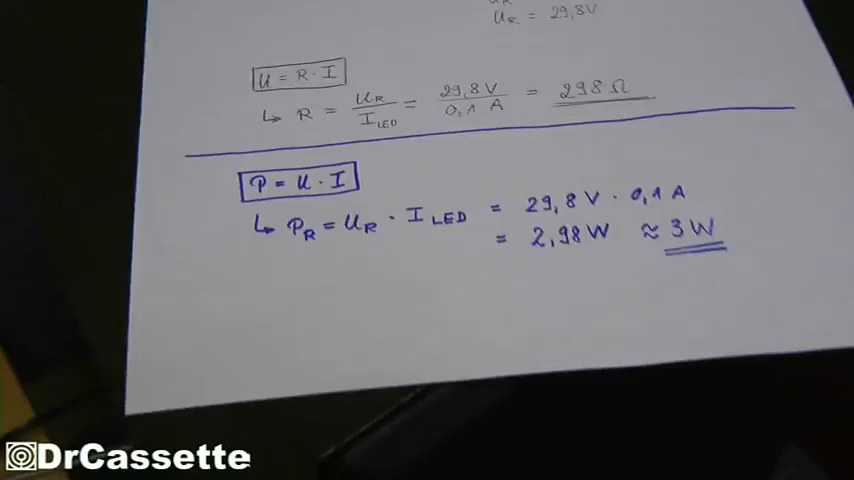 U_R = 29,8V
U = R · I
↳ R = U_R / I_LED = 29,8 V / 0,1 A = 298 Ω
P = U · I
↳ P_R = U_R · I_LED = 29,8 V · 0,1 A
= 2,98 W ≈ 3 W
DrCassette